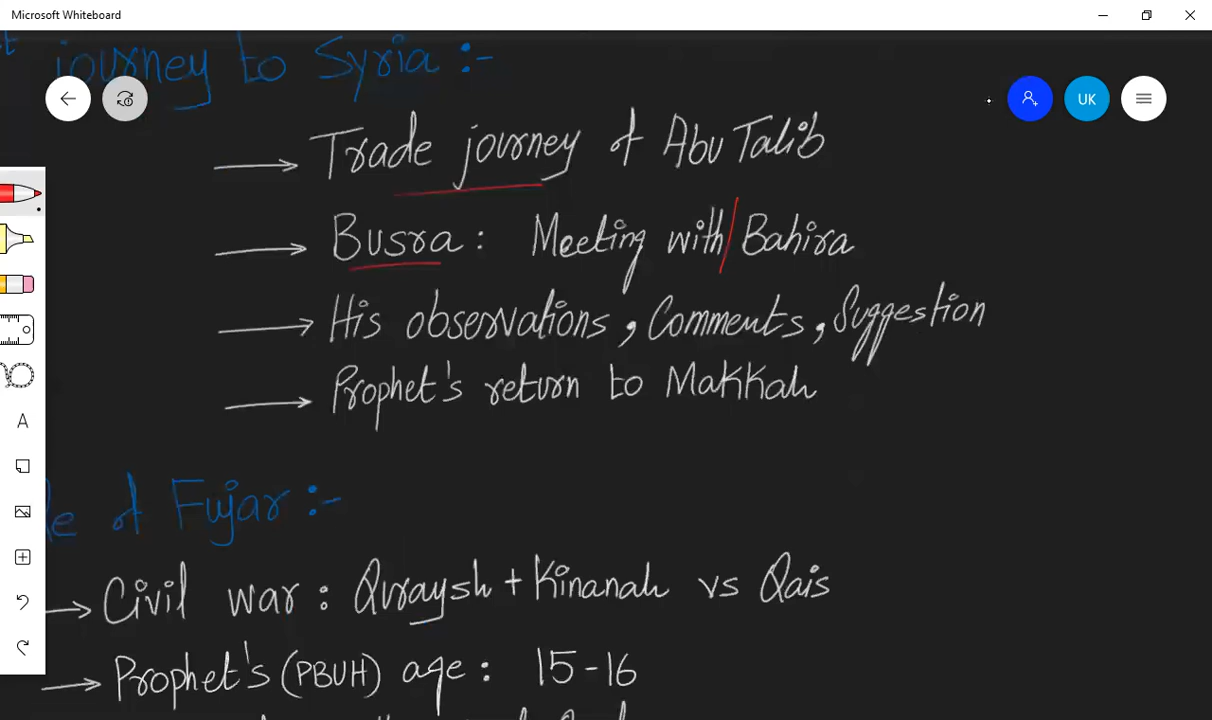 Microsoft Whiteboard
journey to Syria :-
UK
→ Trade journey of Abu Talib
→ Busra : Meeting with Bahira
→ His observations, Comments, Suggestion
→ Prophet's return to Makkah
A
of Fujar :-
→ Civil war : Quraysh + Kinanah vs Qais
→ Prophet's (PBUH) age : 15-16